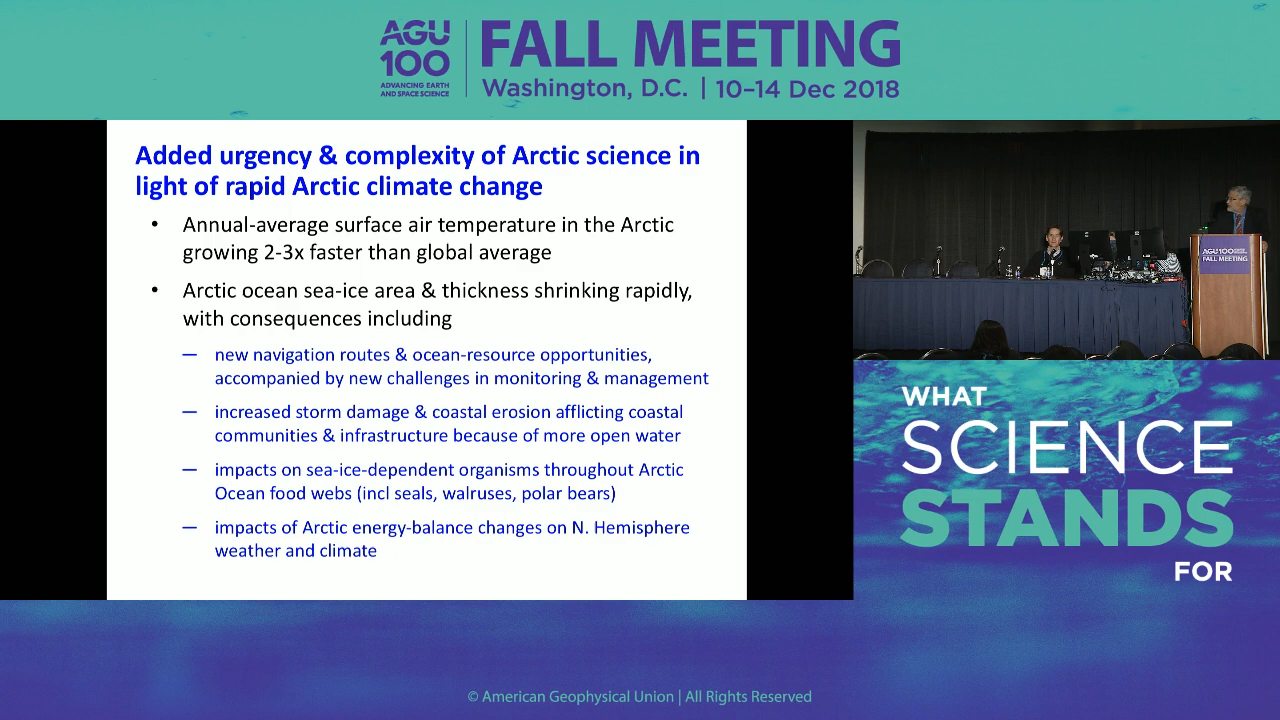 AGU
100
ADVANCING EARTH
AND SPACE SCIENCE
FALL MEETING
Washington, D.C. | 10–14 Dec 2018
Added urgency & complexity of Arctic science in
light of rapid Arctic climate change
• Annual-average surface air temperature in the Arctic
growing 2-3x faster than global average
• Arctic ocean sea-ice area & thickness shrinking rapidly,
with consequences including
— new navigation routes & ocean-resource opportunities,
accompanied by new challenges in monitoring & management
— increased storm damage & coastal erosion afflicting coastal
communities & infrastructure because of more open water
— impacts on sea-ice-dependent organisms throughout Arctic
Ocean food webs (incl seals, walruses, polar bears)
— impacts of Arctic energy-balance changes on N. Hemisphere
weather and climate
AGU100
FALL MEETING
WHAT
SCIENCE
STANDS
FOR
© American Geophysical Union | All Rights Reserved